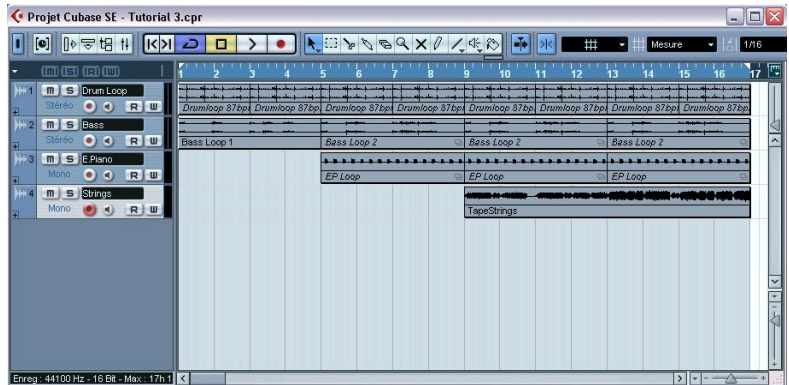 Projet Cubase SE - Tutorial 3.cpr
Mesure 1/16
m S R W
1 2 3 4 5 6 7 8 9 10 11 12 13 14 15 16 17
1 m S Drum Loop
Stéréo R W
Drumloop 87bp Drumloop 87bp Drumloop 87bp Drumloop 87bp Drumloop 87bp Drumloop 87bp Drumloop 87bp Drumloop 87bp
2 m S Bass
Stéréo R W
Bass Loop 1 Bass Loop 2 Bass Loop 2 Bass Loop 2
3 m S E.Piano
Mono R W
EP Loop EP Loop EP Loop
4 m S Strings
Mono R W
TapeStrings
Enreg : 44100 Hz - 16 Bit - Max : 17h 1